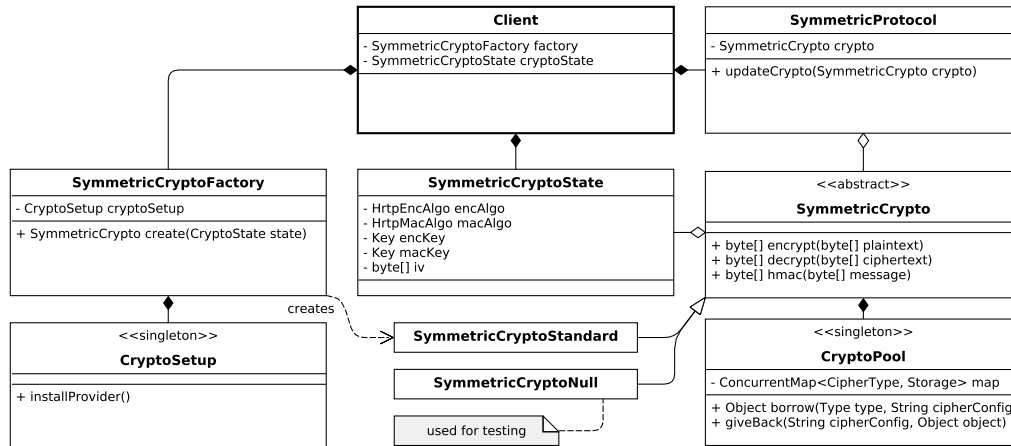 Client
- SymmetricCryptoFactory factory
- SymmetricCryptoState cryptoState
SymmetricProtocol
- SymmetricCrypto crypto
+ updateCrypto(SymmetricCrypto crypto)
SymmetricCryptoFactory
- CryptoSetup cryptoSetup
+ SymmetricCrypto create(CryptoState state)
SymmetricCryptoState
- HrtpEncAlgo encAlgo
- HrtpMacAlgo macAlgo
- Key encKey
- Key macKey
- byte[] iv
<<abstract>>
SymmetricCrypto
+ byte[] encrypt(byte[] plaintext)
+ byte[] decrypt(byte[] ciphertext)
+ byte[] hmac(byte[] message)
creates
<<singleton>>
CryptoSetup
+ installProvider()
SymmetricCryptoStandard
SymmetricCryptoNull
used for testing
<<singleton>>
CryptoPool
- ConcurrentMap<CipherType, Storage> map
+ Object borrow(Type type, String cipherConfig
+ giveBack(String cipherConfig, Object object)